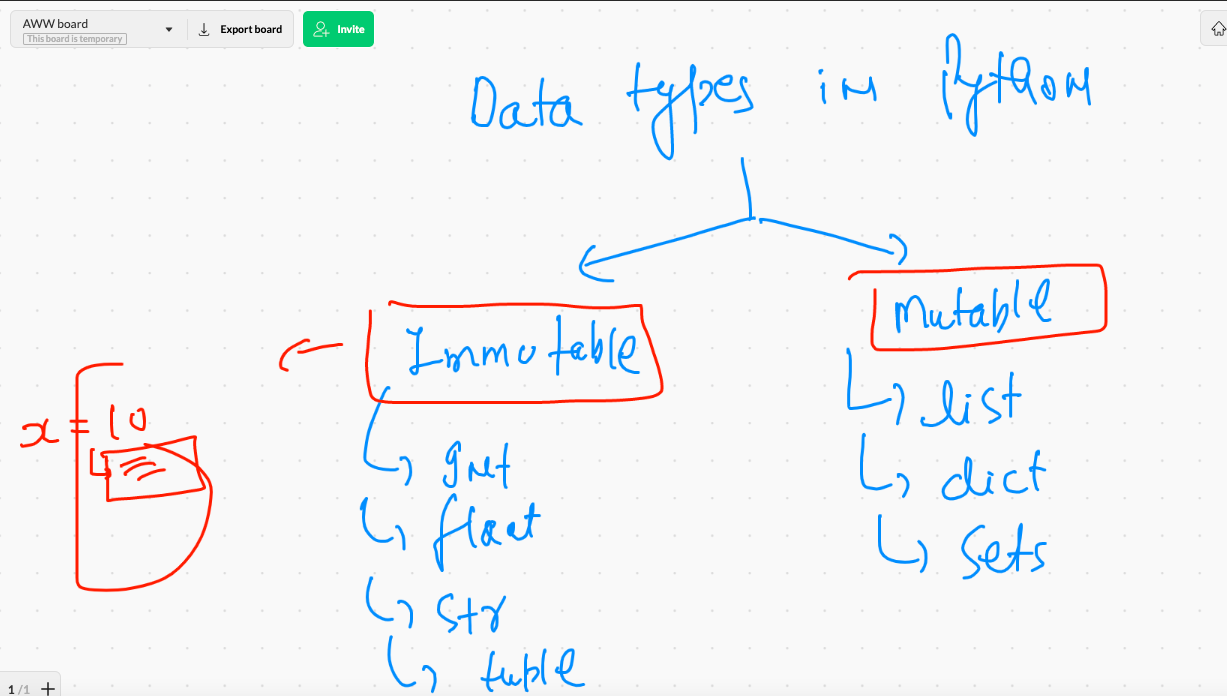 AWW board
This board is temporary
Export board
Invite
Data types in Python
Immutable
Mutable
int
float
str
tuple
list
dict
sets
x = 10
1 / 1 +